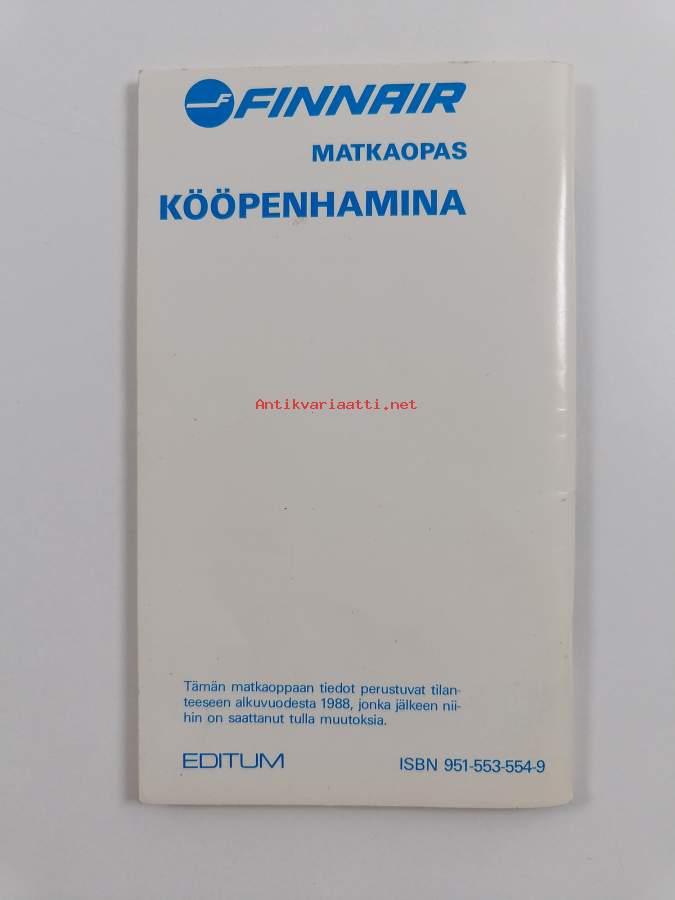 FINNAIR
MATKAOPAS
KÖÖPENHAMINA
Antikvariaatti.net
Tämän matkaoppaan tiedot perustuvat tilan-
teeseen alkuvuodesta 1988, jonka jälkeen nii-
hin on saattanut tulla muutoksia.
EDITUM
ISBN 951-553-554-9